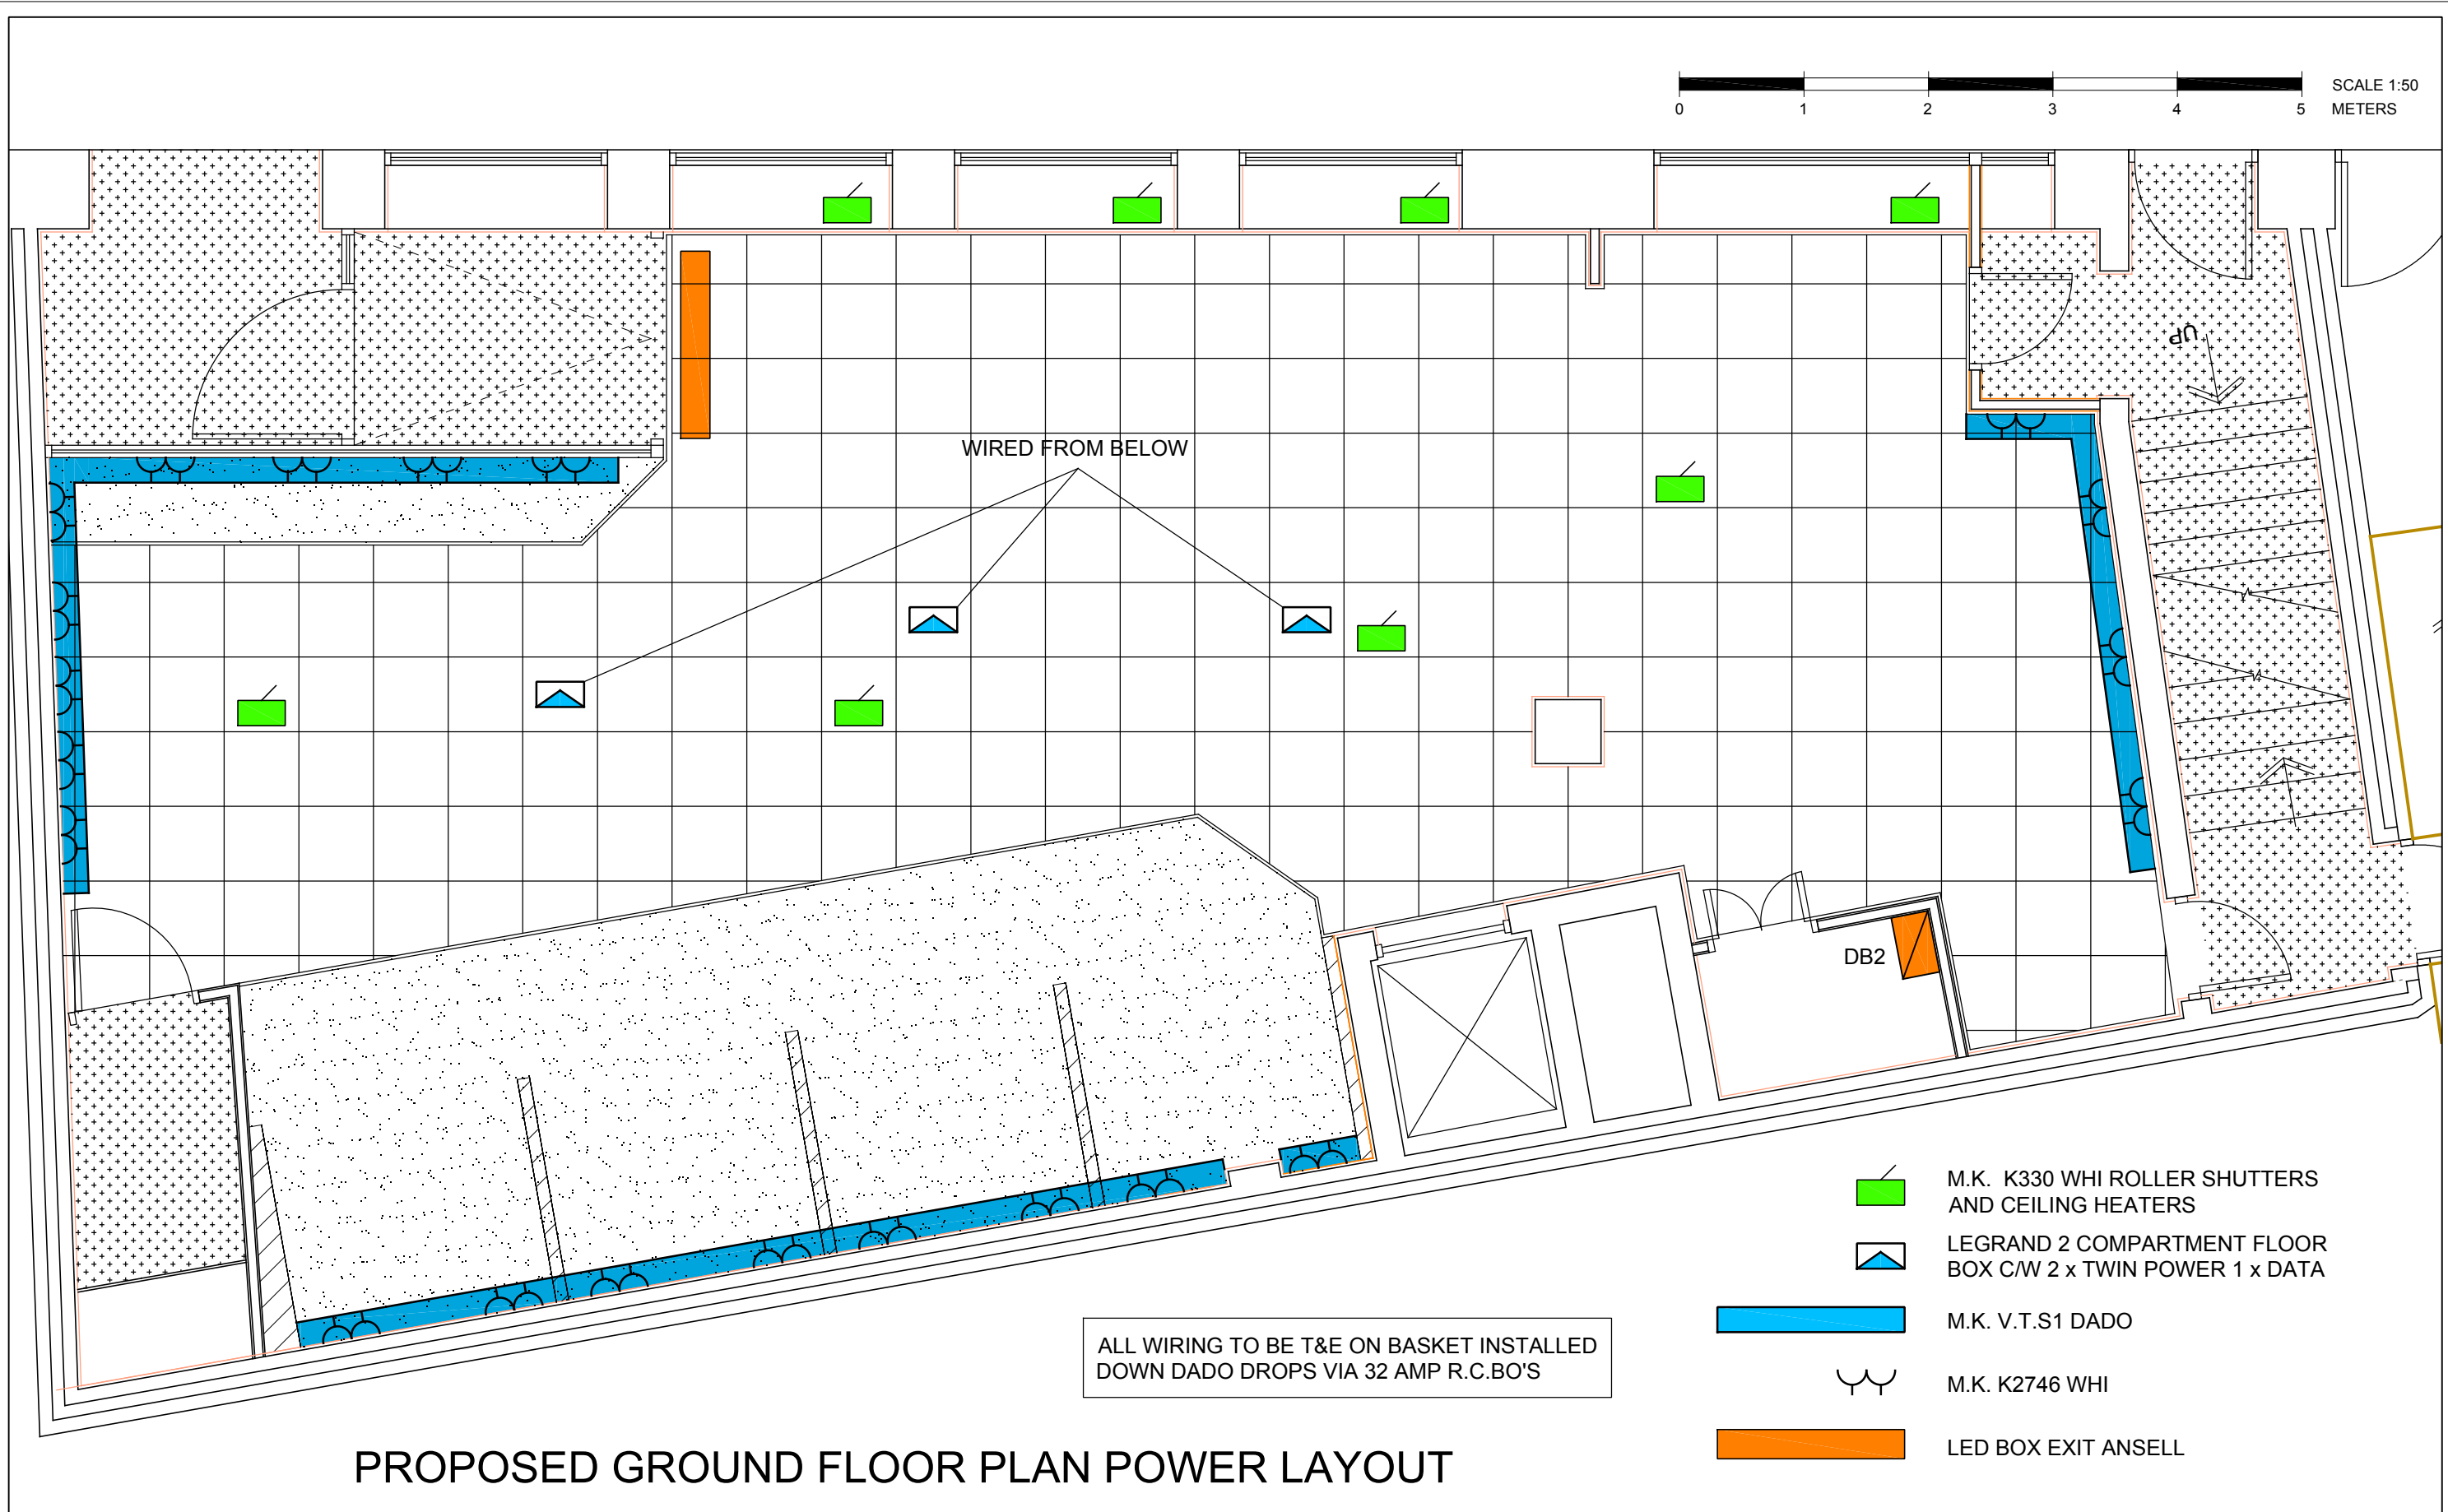 SCALE 1:50
0 1 2 3 4 5 METERS
UP
WIRED FROM BELOW
DB2
M.K. K330 WHI ROLLER SHUTTERS
AND CEILING HEATERS
LEGRAND 2 COMPARTMENT FLOOR
BOX C/W 2 x TWIN POWER 1 x DATA
M.K. V.T.S1 DADO
M.K. K2746 WHI
LED BOX EXIT ANSELL
ALL WIRING TO BE T&E ON BASKET INSTALLED
DOWN DADO DROPS VIA 32 AMP R.C.BO'S
PROPOSED GROUND FLOOR PLAN POWER LAYOUT